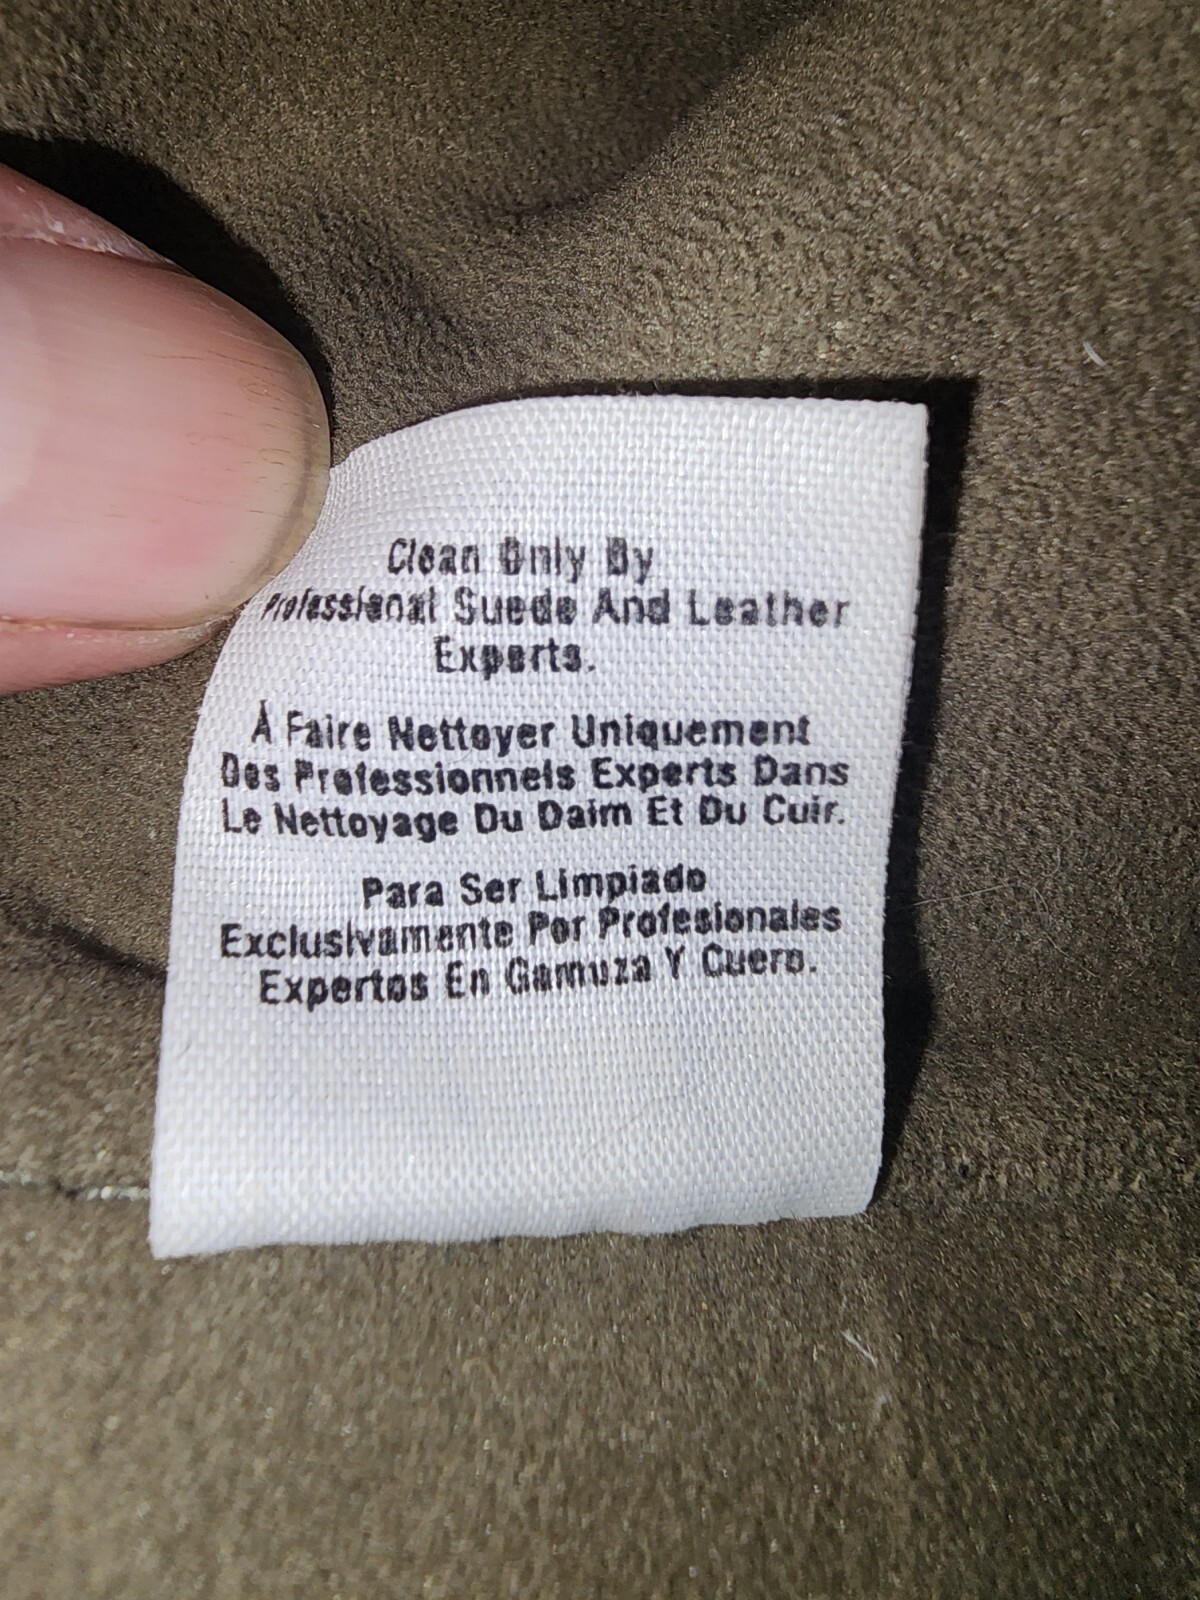 Clean Only By
Professional Suede And Leather
Experts.
À Faire Nettoyer Uniquement
Des Professionnels Experts Dans
Le Nettoyage Du Daim Et Du Cuir.
Para Ser Limpiado
Exclusivamente Por Profesionales
Expertos En Gamuza Y Cuero.